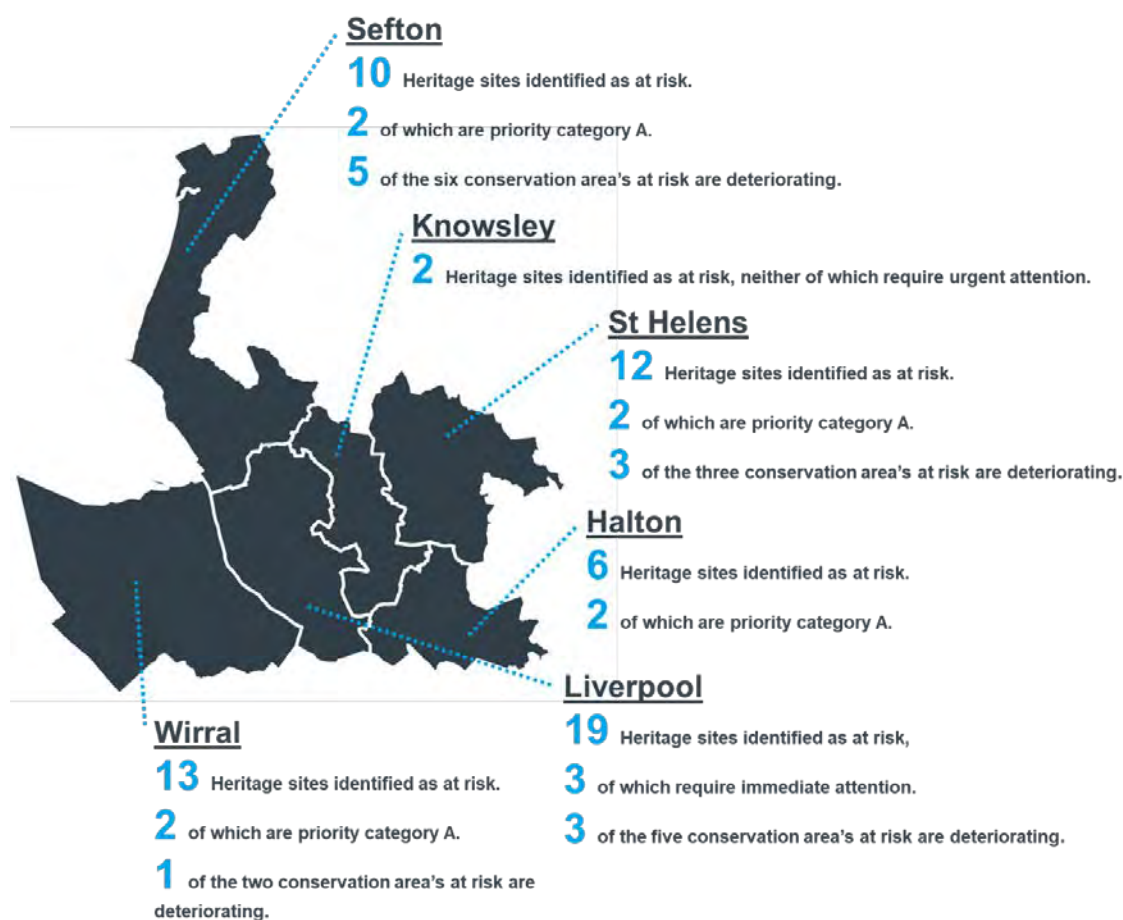 Sefton
10 Heritage sites identified as at risk.
2 of which are priority category A.
5 of the six conservation area's at risk are deteriorating.
Knowsley
2 Heritage sites identified as at risk, neither of which require urgent attention.
St Helens
12 Heritage sites identified as at risk.
2 of which are priority category A.
3 of the three conservation area's at risk are deteriorating.
Halton
6 Heritage sites identified as at risk.
2 of which are priority category A.
Liverpool
19 Heritage sites identified as at risk,
3 of which require immediate attention.
3 of the five conservation area's at risk are deteriorating.
Wirral
13 Heritage sites identified as at risk.
2 of which are priority category A.
1 of the two conservation area's at risk are
deteriorating.